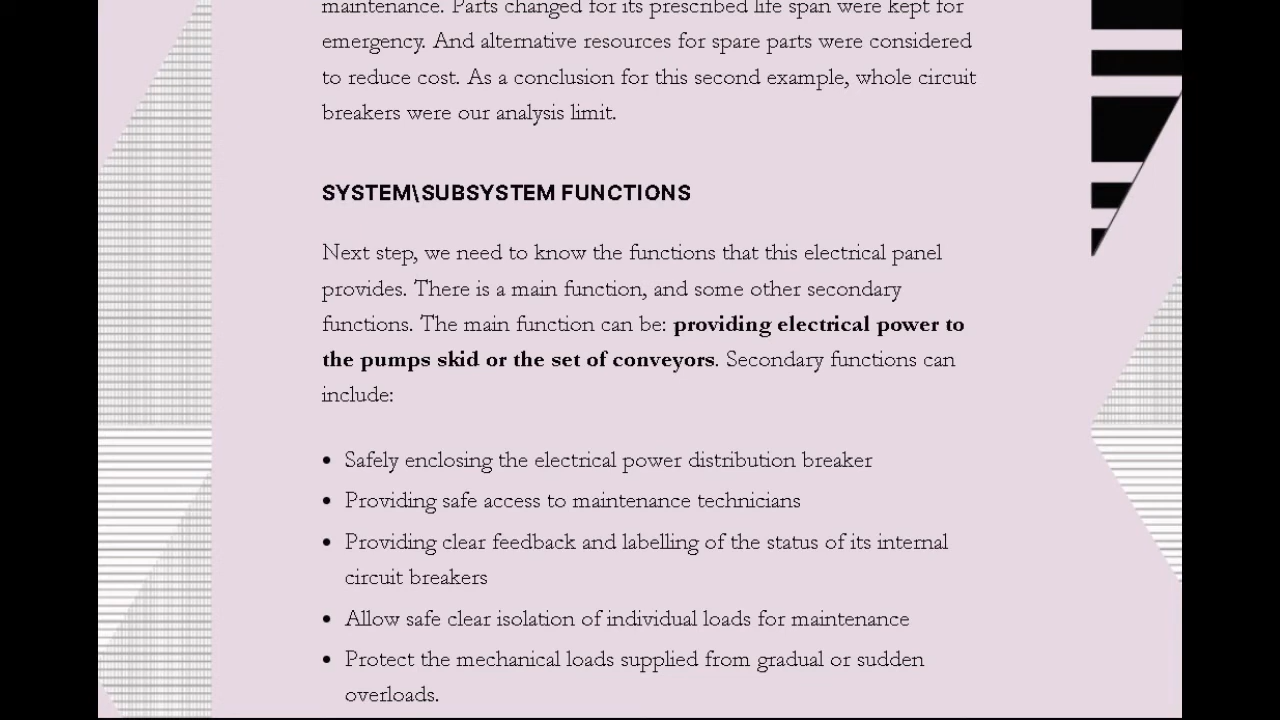 maintenance. Parts changed for its prescribed life span were kept for
emergency. And alternative resources for spare parts were considered
to reduce cost. As a conclusion for this second example, whole circuit
breakers were our analysis limit.
SYSTEM\SUBSYSTEM FUNCTIONS
Next step, we need to know the functions that this electrical panel
provides. There is a main function, and some other secondary
functions. The main function can be: providing electrical power to
the pumps skid or the set of conveyors. Secondary functions can
include:
• Safely enclosing the electrical power distribution breaker
• Providing safe access to maintenance technicians
• Providing clear feedback and labelling of the status of its internal
circuit breakers
• Allow safe clear isolation of individual loads for maintenance
• Protect the mechanical loads supplied from gradual or sudden
overloads.